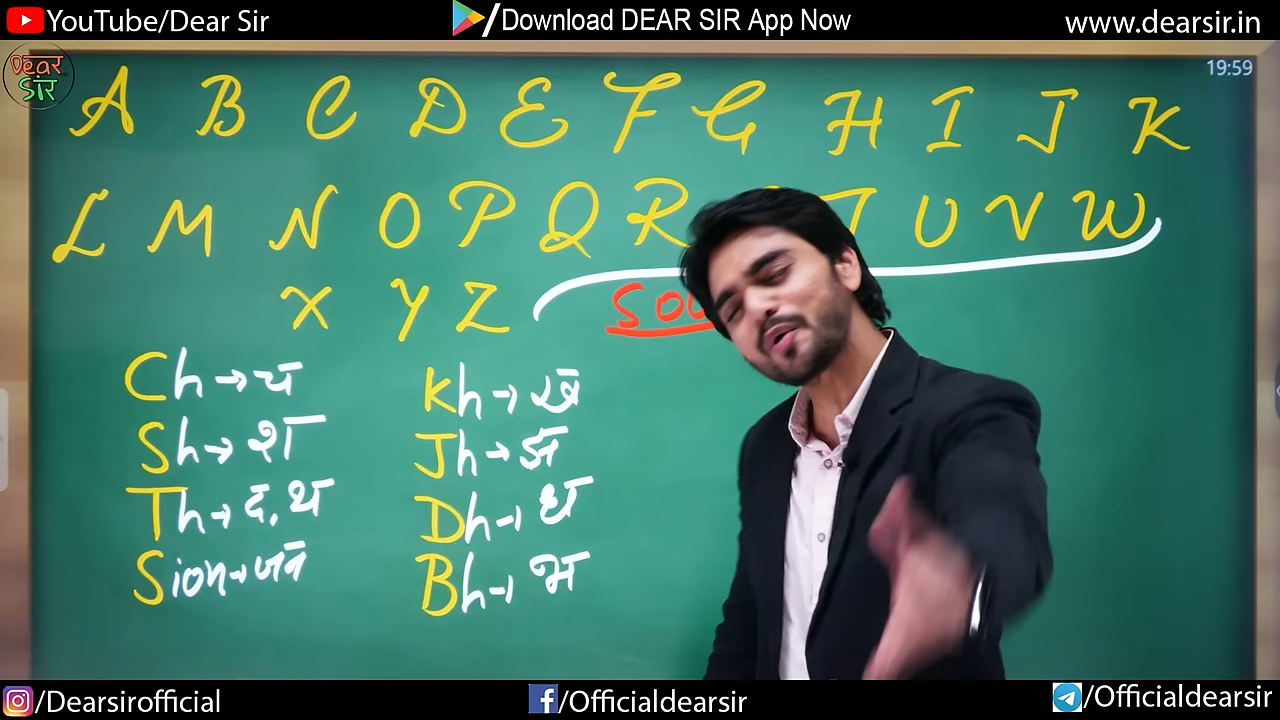 YouTube/Dear Sir
/Download DEAR SIR App Now
www.dearsir.in
Dear
सर
19:59
A B C D E F G H I J K
L M N O P Q R T U V W
X Y Z
Ch→च Kh→ख
Sh→श Jh→झ
Th→द, थ Dh→ध
Sion→जन Bh→भ
/Dearsirofficial
/Officialdearsir
/Officialdearsir